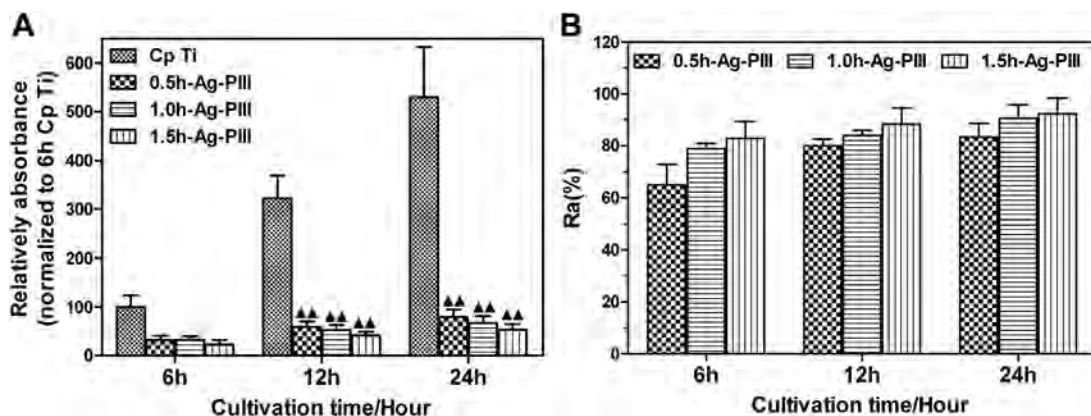 A
Relatively absorbance
(normalized to 6h Cp Ti)
600
500
400
300
200
100
0
Cp Ti
0.5h-Ag-PIII
1.0h-Ag-PIII
1.5h-Ag-PIII
6h
12h
24h
Cultivation time/Hour
B
Ra(%)
120
100
80
60
40
20
0
0.5h-Ag-PIII
1.0h-Ag-PIII
1.5h-Ag-PIII
6h
12h
24h
Cultivation time/Hour